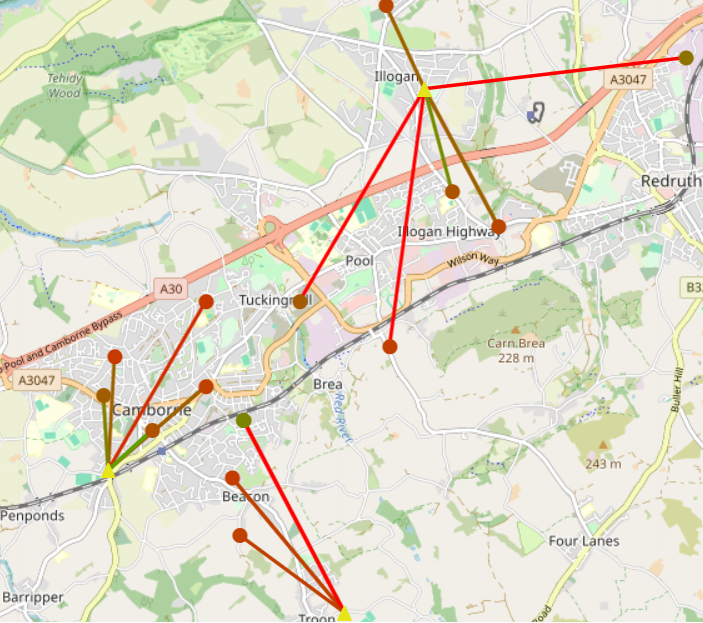 Illogan
Tehidy
Wood
A3047
Redruth
Illogan Highway
Pool
Wilson Way
A30
Tuckingmill
B3
Carn Brea
228 m
Pool and Camborne Bypass
A3047
Brea
Camborne
Red River
Buller Hill
243 m
Beacon
Penponds
Four Lanes
Barripper
Road
Troon